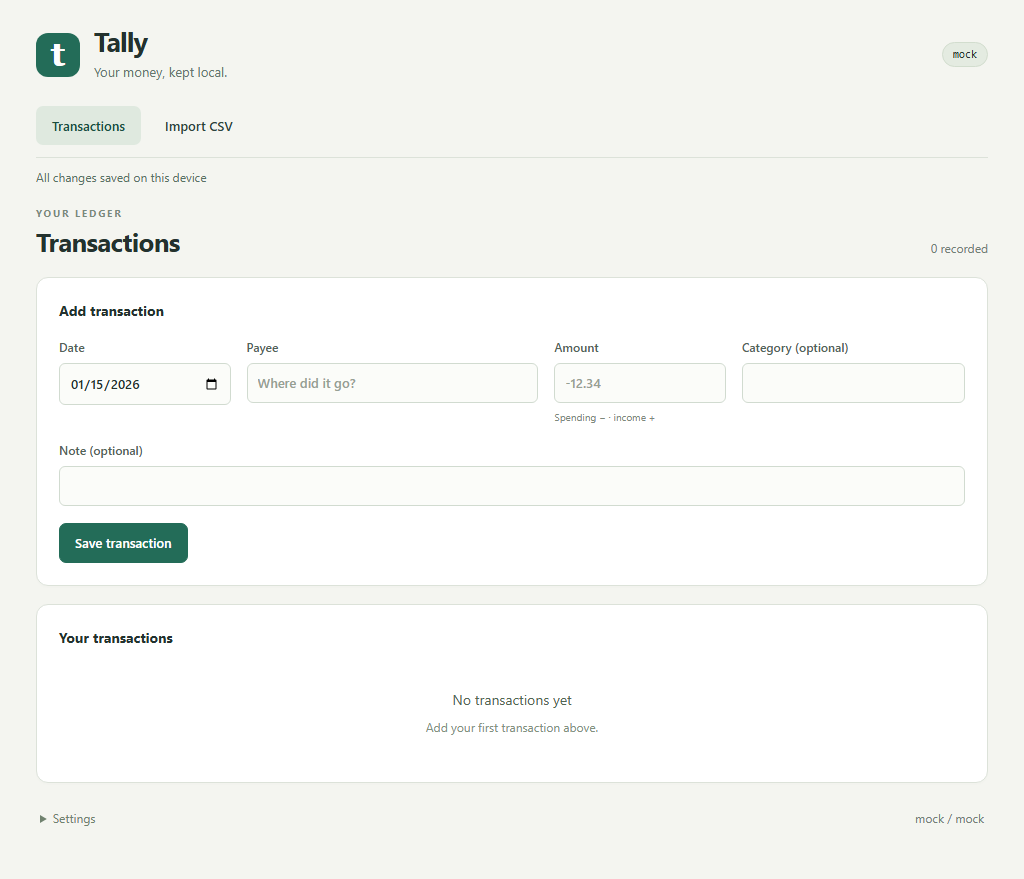 t
Tally
Your money, kept local.
mock
Transactions
Import CSV
All changes saved on this device
YOUR LEDGER
Transactions
0 recorded
Add transaction
Date
Payee
Amount
Category (optional)
01/15/2026
Where did it go?
-12.34
Spending – · income +
Note (optional)
Save transaction
Your transactions
No transactions yet
Add your first transaction above.
Settings
mock / mock